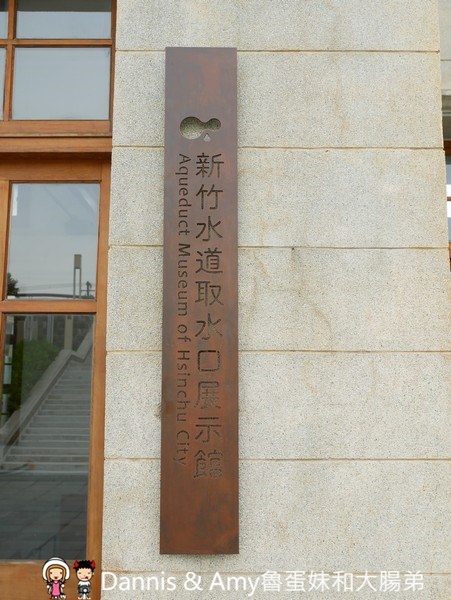 新竹水道取水口展示館
Aqueduct Museum of Hsinchu City
Dannis & Amy魯蛋妹和大腸弟